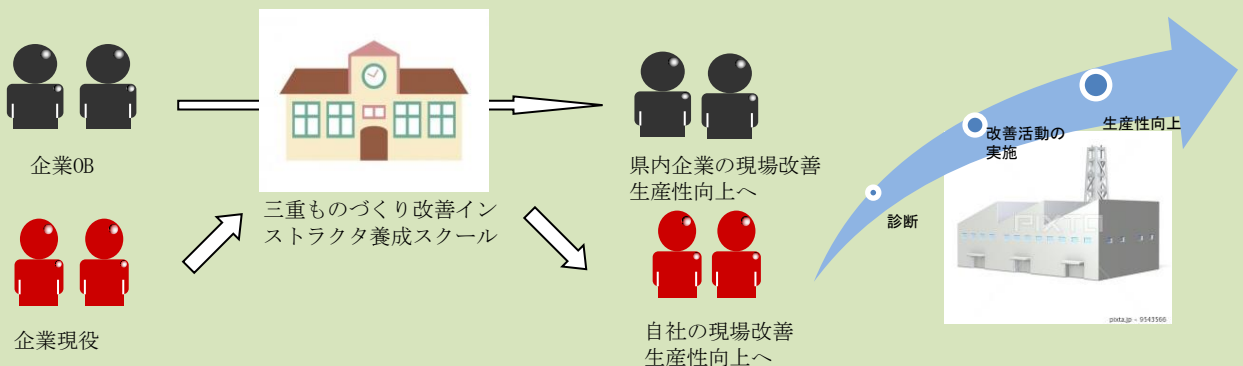 企業OB
企業現役
三重ものづくり改善イン
ストラクタ養成スクール
県内企業の現場改善
生産性向上へ
自社の現場改善
生産性向上へ
診断
改善活動の
実施
生産性向上
PIXTA
pixta.jp - 9543566